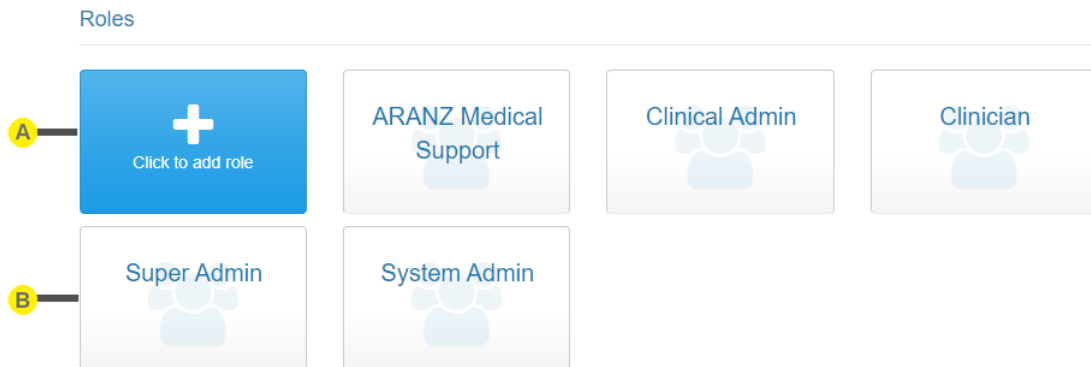 Roles
A
Click to add role
ARANZ Medical
Support
Clinical Admin
Clinician
B
Super Admin
System Admin